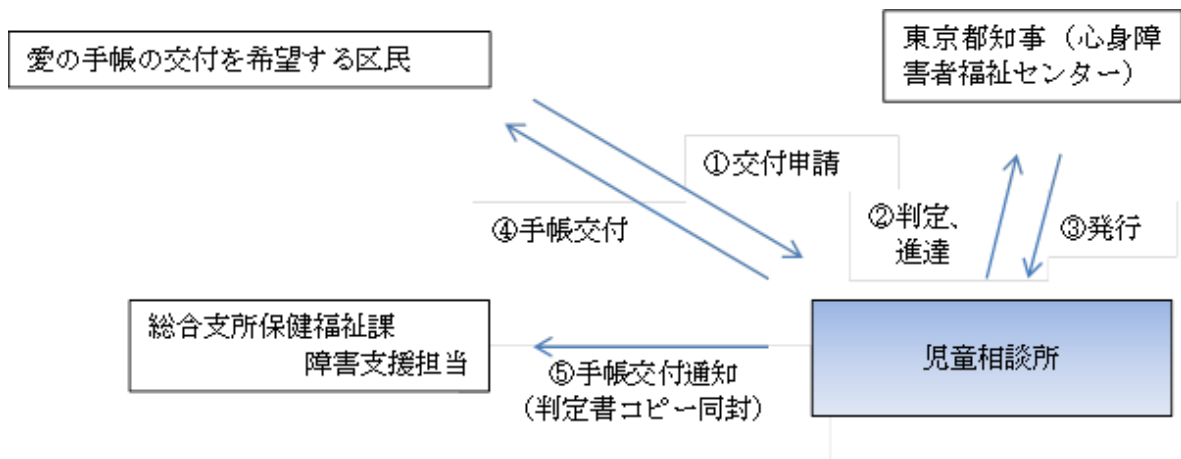 愛の手帳の交付を希望する区民
東京都知事（心身障
害者福祉センター）
①交付申請
④手帳交付
②判定、
進達
③発行
総合支所保健福祉課
障害支援担当
児童相談所
⑤手帳交付通知
（判定書コピー同封）